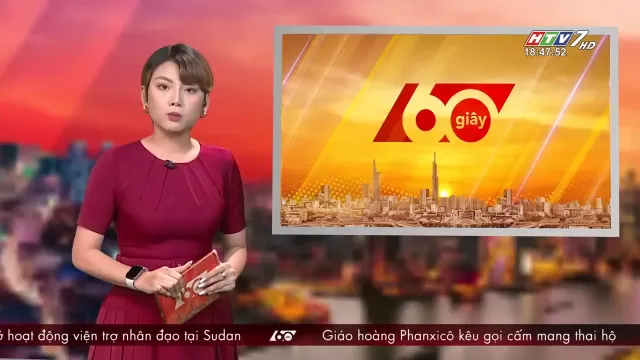 HTV7 HD
18:47:52
60 giây
hoạt động viện trợ nhân đạo tại Sudan 60 Giáo hoàng Phanxicô kêu gọi cấm mang thai hộ